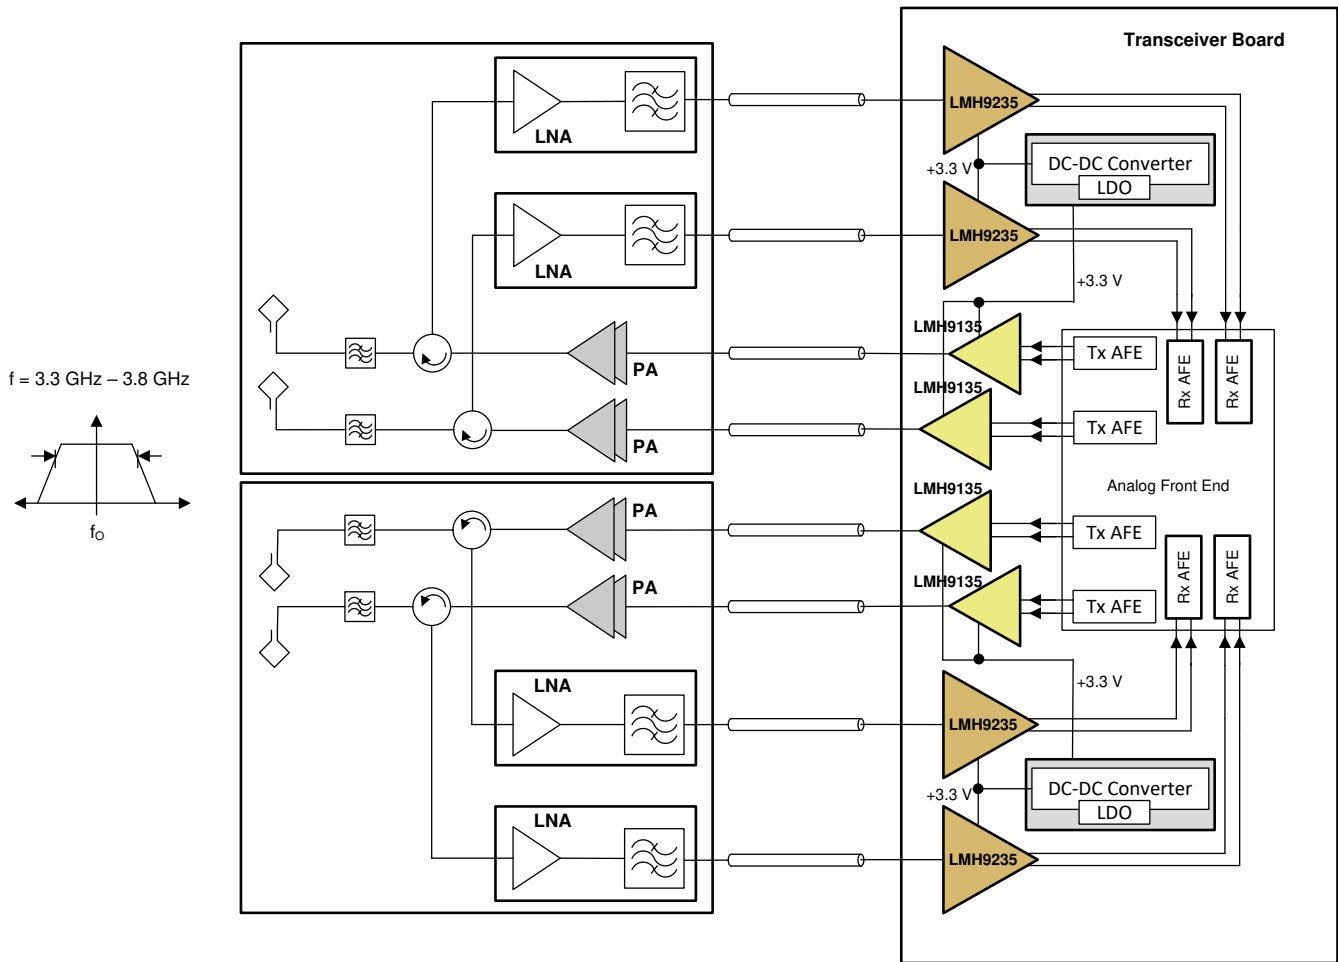 Transceiver Board
LMH9235
LNA
DC-DC Converter
LDO
+3.3 V
LMH9235
LNA
+3.3 V
LMH9135
Tx AFE
Rx AFE
Rx AFE
PA
f = 3.3 GHz – 3.8 GHz
LMH9135
Tx AFE
PA
Analog Front End
LMH9135
fO
PA
Tx AFE
Rx AFE
Rx AFE
LMH9135
PA
Tx AFE
LNA
+3.3 V
LMH9235
DC-DC Converter
LDO
+3.3 V
LNA
LMH9235